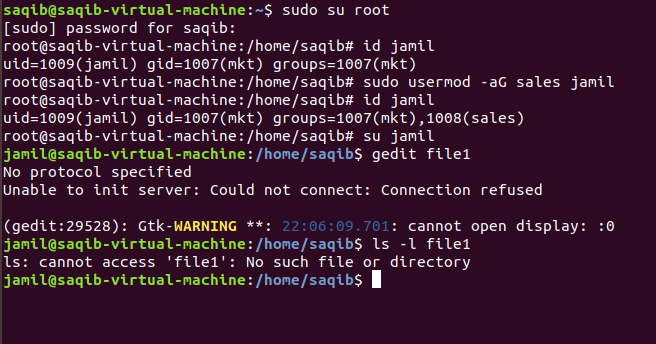 saqib@saqib-virtual-machine:~$ sudo su root
[sudo] password for saqib:
root@saqib-virtual-machine:/home/saqib# id jamil
uid=1009(jamil) gid=1007(mkt) groups=1007(mkt)
root@saqib-virtual-machine:/home/saqib# sudo usermod -aG sales jamil
root@saqib-virtual-machine:/home/saqib# id jamil
uid=1009(jamil) gid=1007(mkt) groups=1007(mkt),1008(sales)
root@saqib-virtual-machine:/home/saqib# su jamil
jamil@saqib-virtual-machine:/home/saqib$ gedit file1
No protocol specified
Unable to init server: Could not connect: Connection refused
(gedit:29528): Gtk-WARNING **: 22:06:09.701: cannot open display: :0
jamil@saqib-virtual-machine:/home/saqib$ ls -l file1
ls: cannot access 'file1': No such file or directory
jamil@saqib-virtual-machine:/home/saqib$